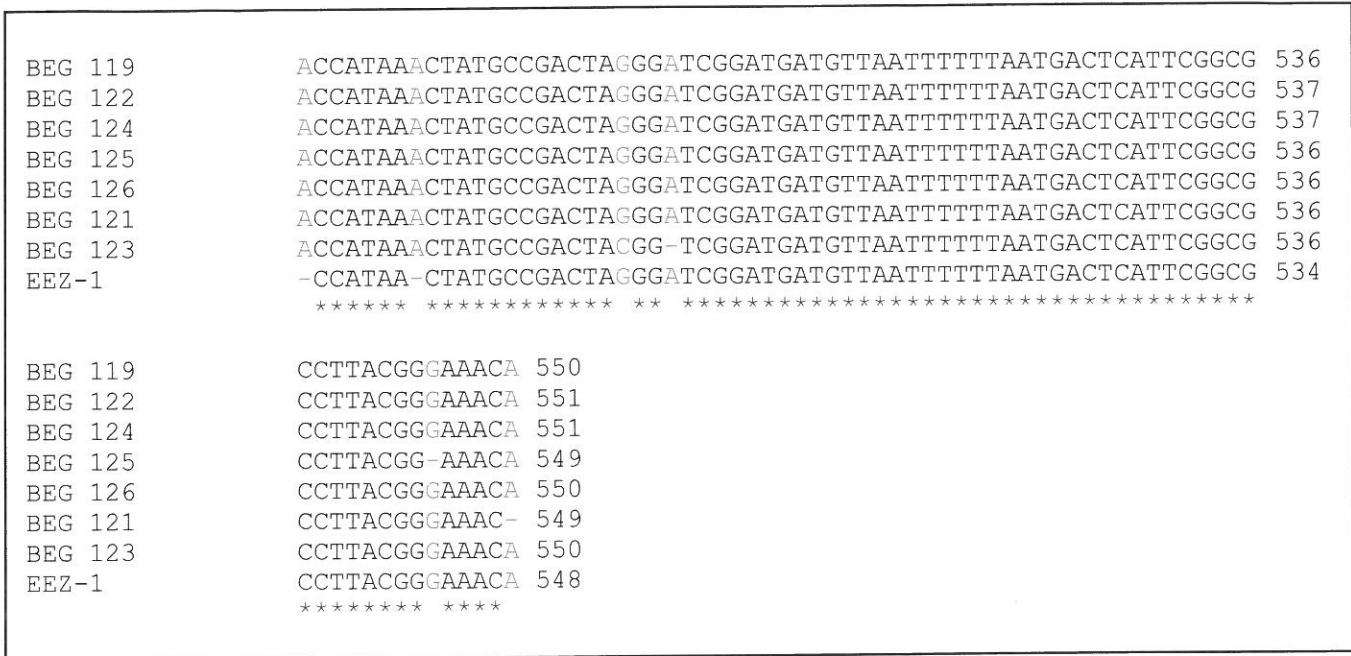 BEG 119 ACCATAAACTATGCCGACTAGGGATCGGATGATGTTAATTTTTTAATGACTCATTCGGCG 536
BEG 122 ACCATAAACTATGCCGACTAGGGATCGGATGATGTTAATTTTTTAATGACTCATTCGGCG 537
BEG 124 ACCATAAACTATGCCGACTAGGGATCGGATGATGTTAATTTTTTAATGACTCATTCGGCG 537
BEG 125 ACCATAAACTATGCCGACTAGGGATCGGATGATGTTAATTTTTTAATGACTCATTCGGCG 536
BEG 126 ACCATAAACTATGCCGACTAGGGATCGGATGATGTTAATTTTTTAATGACTCATTCGGCG 536
BEG 121 ACCATAAACTATGCCGACTAGGGATCGGATGATGTTAATTTTTTAATGACTCATTCGGCG 536
BEG 123 ACCATAAACTATGCCGACTACGG-TCGGATGATGTTAATTTTTTAATGACTCATTCGGCG 536
EEZ-1 -CCATAA-CTATGCCGACTAGGGATCGGATGATGTTAATTTTTTAATGACTCATTCGGCG 534
****** ************ ** ************************************
BEG 119 CCTTACGGGAAACA 550
BEG 122 CCTTACGGGAAACA 551
BEG 124 CCTTACGGGAAACA 551
BEG 125 CCTTACGG-AAACA 549
BEG 126 CCTTACGGGAAACA 550
BEG 121 CCTTACGGGAAAC- 549
BEG 123 CCTTACGGGAAACA 550
EEZ-1 CCTTACGGGAAACA 548
******** ****